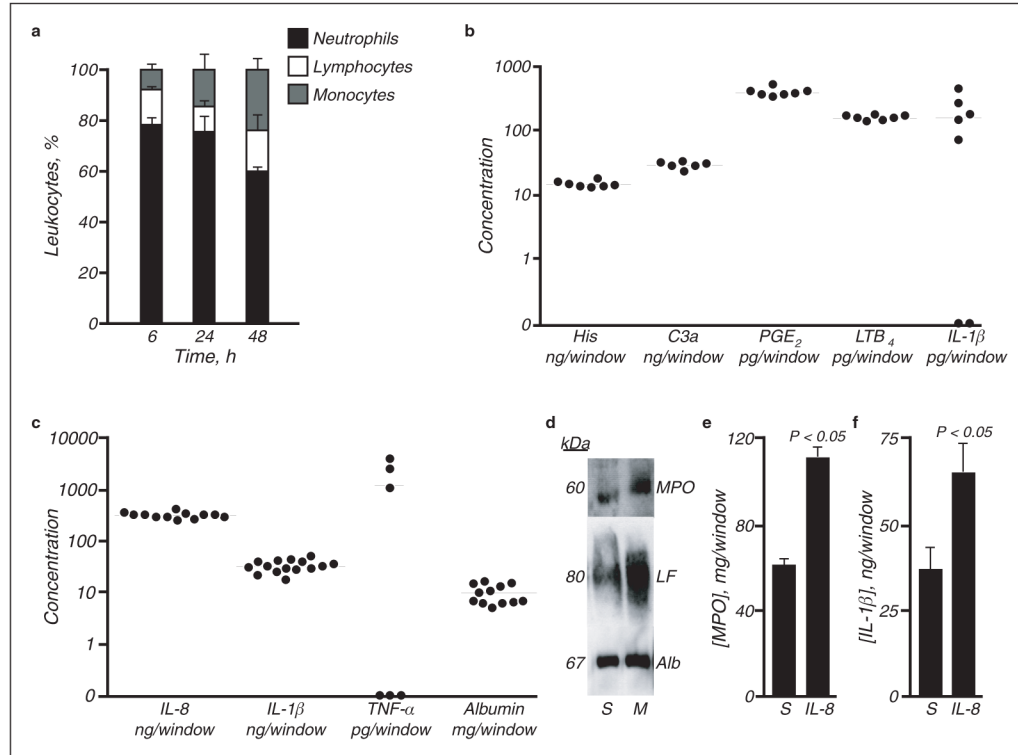 a
Neutrophils
Lymphocytes
Monocytes
Leukocytes, %
100
80
60
40
20
0
6 24 48
Time, h
b
Concentration
1000
100
10
1
0
His C3a PGE2 LTB4 IL-1β
ng/window ng/window pg/window pg/window pg/window
c
Concentration
10000
1000
100
10
1
0
IL-8 IL-1β TNF-α Albumin
ng/window ng/window pg/window mg/window
d
kDa
60 MPO
80 LF
67 Alb
S M
e
P < 0.05
[MPO], mg/window
120
80
40
0
S IL-8
f
P < 0.05
[IL-1β], ng/window
75
50
25
0
S IL-8